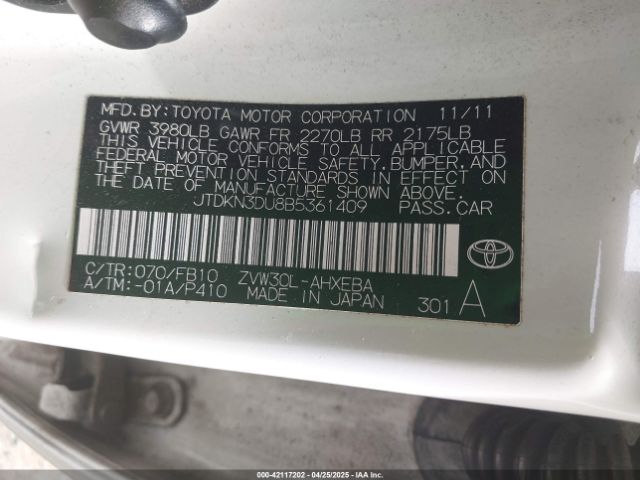 MFD. BY: TOYOTA MOTOR CORPORATION 11/11
GVWR 3980LB GAWR FR 2270LB RR 2175LB
THIS VEHICLE CONFORMS TO ALL APPLICABLE
FEDERAL MOTOR VEHICLE SAFETY, BUMPER, AND
THEFT PREVENTION STANDARDS IN EFFECT ON
THE DATE OF MANUFACTURE SHOWN ABOVE.
JTDKN3DU8B5361409 PASS. CAR
C/TR: 070/FB10 ZVW30L-AHXEBA
A/TM: -01A/P410 MADE IN JAPAN 301 A
000-42117202 - 04/25/2025 - IAAI.COM